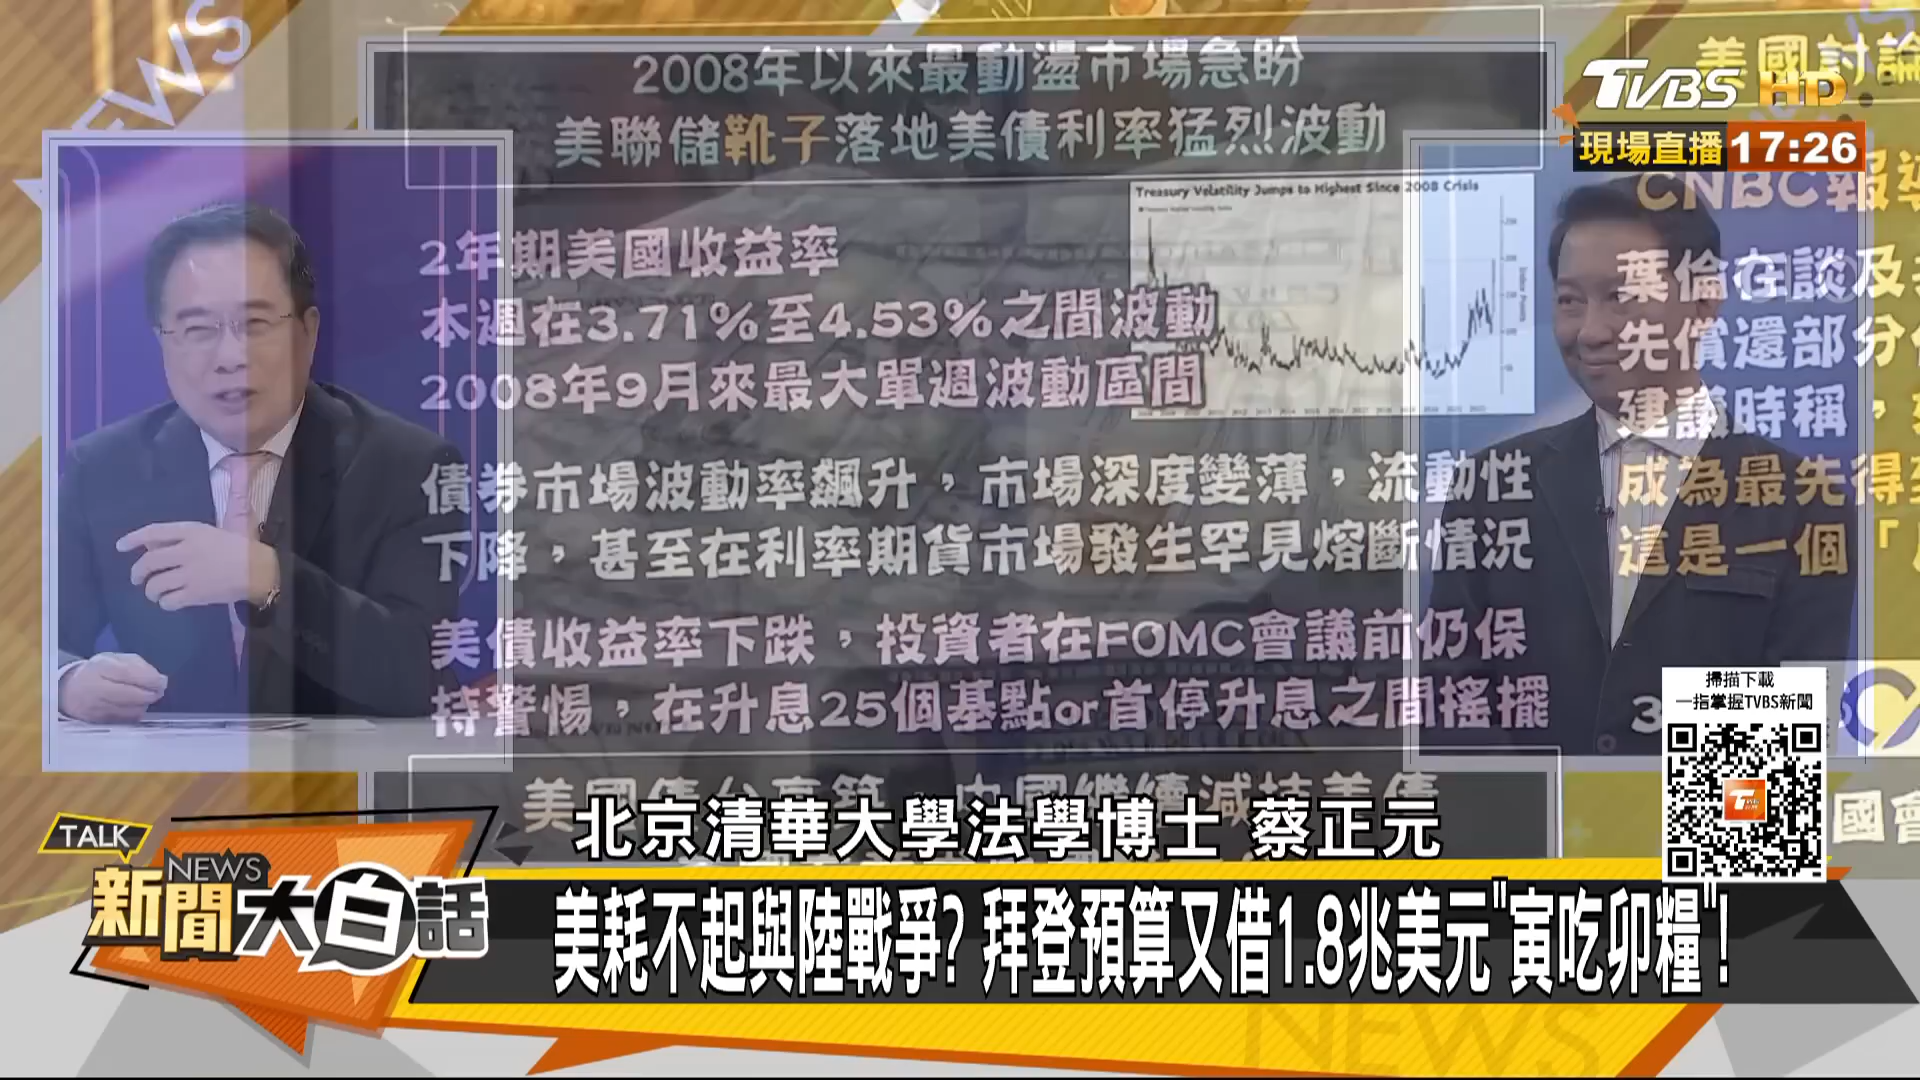 NEWS
2008年以來最動盪市場急盼
美聯儲靴子落地美債利率猛烈波動
美國討論
TVBS HD
現場直播 17:26
Treasury Volatility Jumps to Highest Since 2008 Crisis
2年期美國收益率
本週在3.71%至4.53%之間波動
2008年9月來最大單週波動區間
債券市場波動率飆升，市場深度變薄，流動性
下降，甚至在利率期貨市場發生罕見熔斷情況
美債收益率下跌，投資者在FOMC會議前仍保
持警惕，在升息25個基點or首停升息之間搖擺
CNBC報
葉倫在談及
先償還部分
建議時稱，
成為最先得
這是一個「
掃描下載
一指掌握TVBS新聞
國會
北京清華大學法學博士 蔡正元
TALK
NEWS
新聞大白話
美耗不起與陸戰爭? 拜登預算又借1.8兆美元"寅吃卯糧"!
NEWS